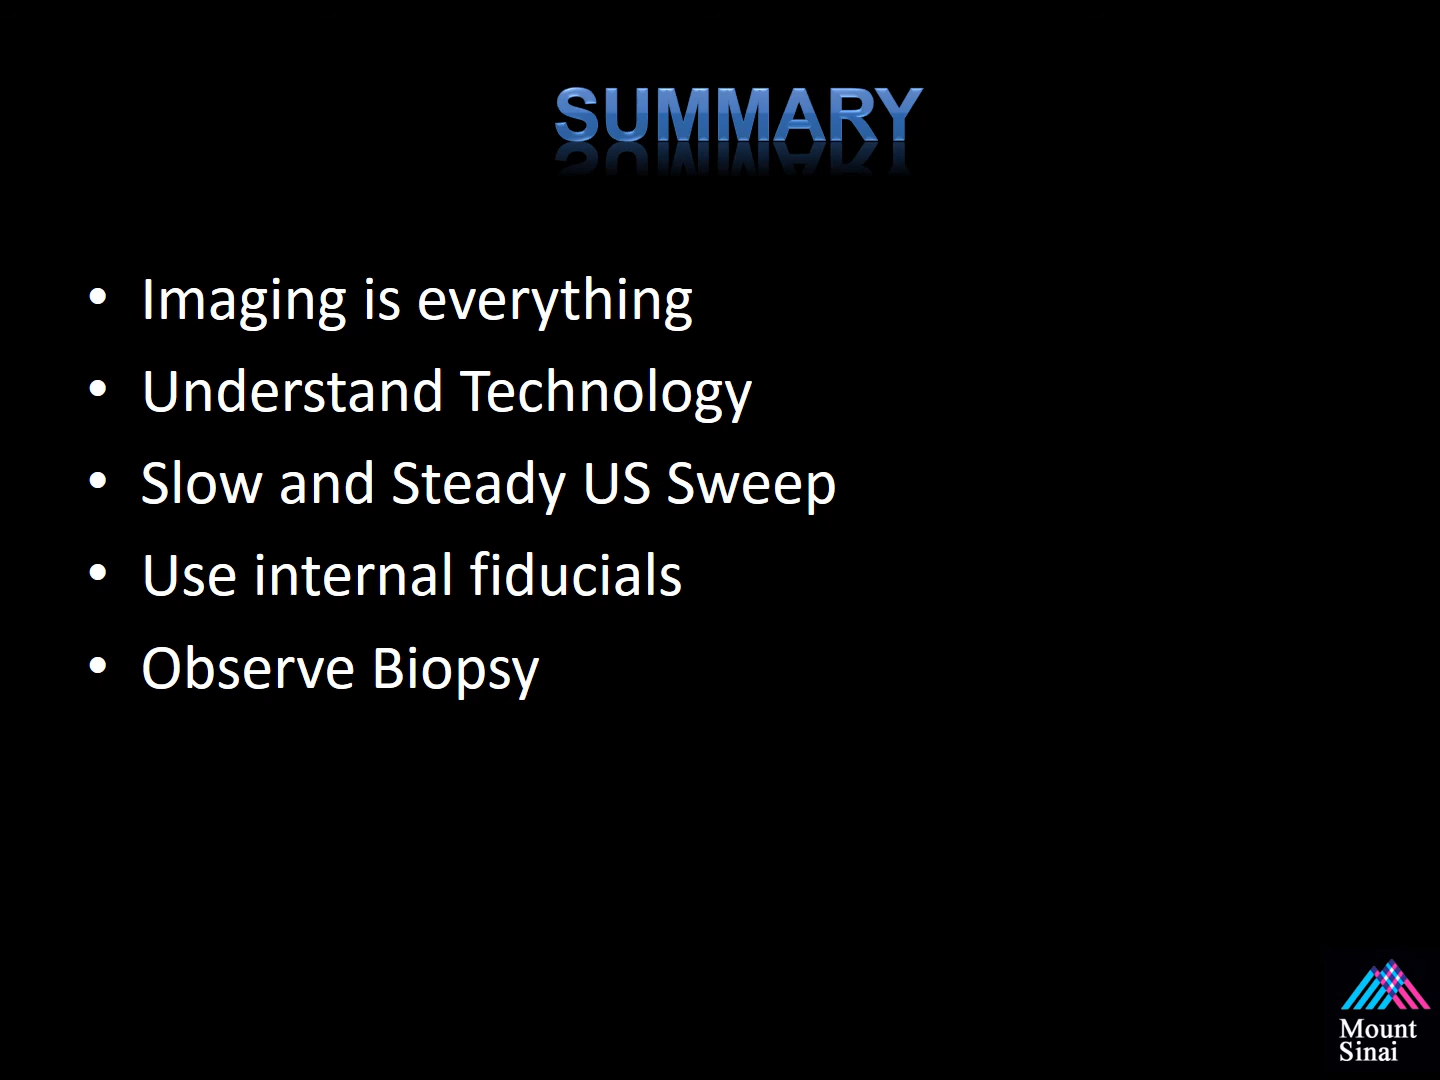 SUMMARY
• Imaging is everything
• Understand Technology
• Slow and Steady US Sweep
• Use internal fiducials
• Observe Biopsy
Mount
Sinai